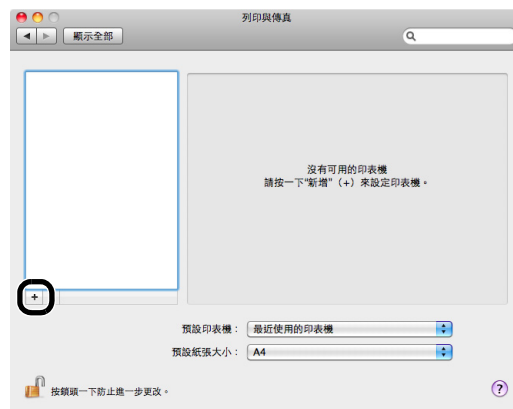 列印與傳真
顯示全部
沒有可用的印表機
請按一下“新增”（+）來設定印表機。
+
預設印表機： 最近使用的印表機
預設紙張大小： A4
按鎖頭一下防止進一步更改。
?